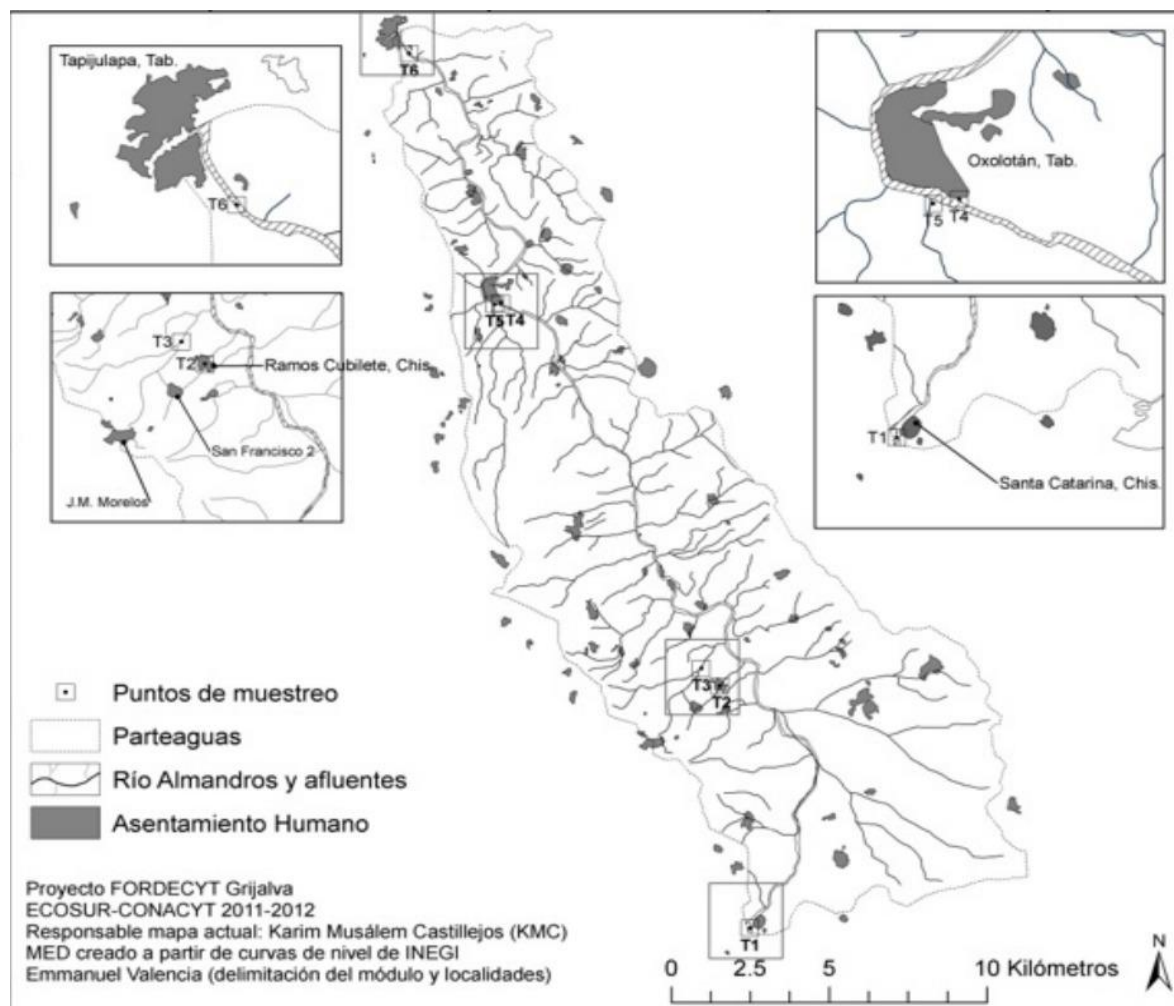 Tapijulapa, Tab.
T6
T6
Oxolotán, Tab.
T5
T4
T5
T4
T3
T2
Ramos Cubilete, Chis.
San Francisco 2
J.M. Morelos
T1
Santa Catarina, Chis.
T3
T2
T1
Puntos de muestreo
Parteaguas
Río Almandros y afluentes
Asentamiento Humano
Proyecto FORDECYT Grijalva
ECOSUR-CONACYT 2011-2012
Responsable mapa actual: Karim Musálem Castillejos (KMC)
MED creado a partir de curvas de nivel de INEGI
Emmanuel Valencia (delimitación del módulo y localidades)
0 2.5 5 10 Kilómetros
N